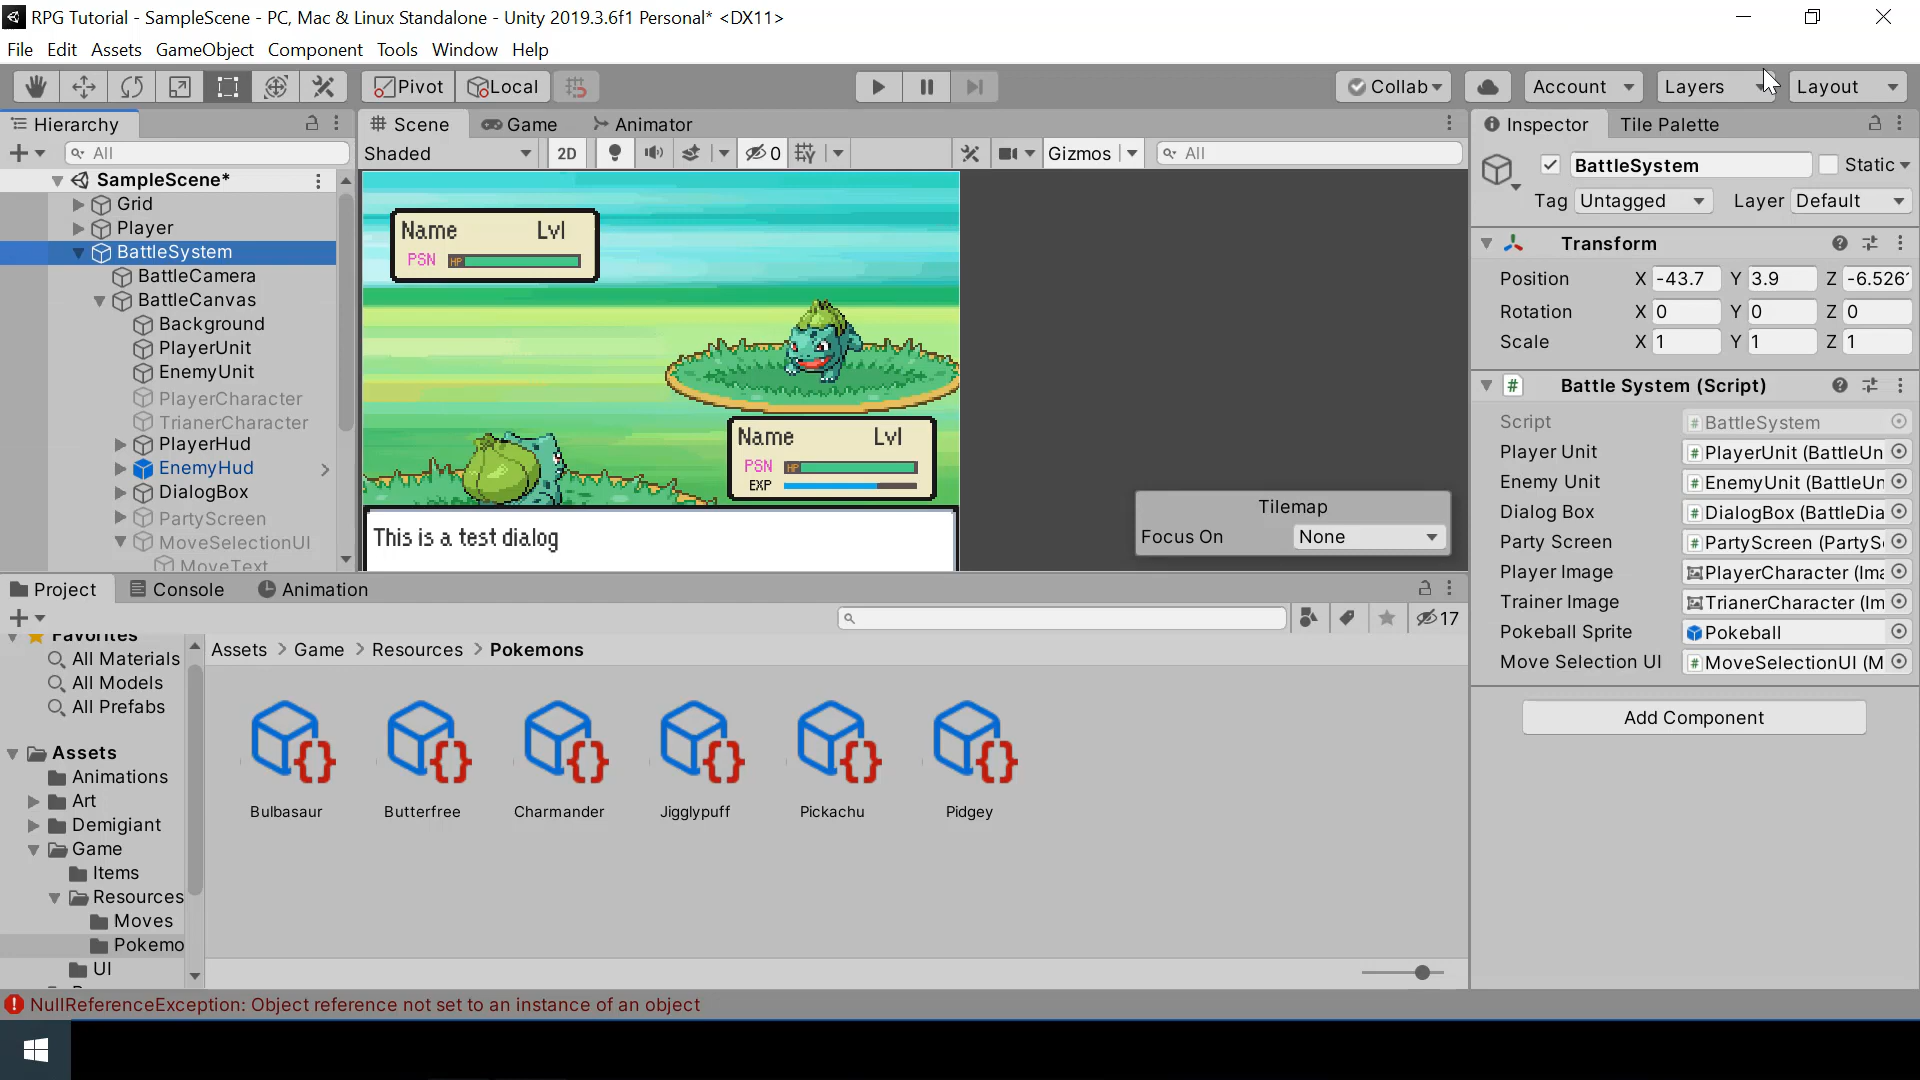 RPG Tutorial - SampleScene - PC, Mac & Linux Standalone - Unity 2019.3.6f1 Personal* <DX11>
File Edit Assets GameObject Component Tools Window Help
Pivot Local Collab Account Layers Layout
Hierarchy
Scene Game Animator
Inspector Tile Palette
All
Shaded 2D 0 Gizmos All
BattleSystem Static
Tag Untagged Layer Default
SampleScene*
Grid
Player
BattleSystem
BattleCamera
BattleCanvas
Background
PlayerUnit
EnemyUnit
PlayerCharacter
TrianerCharacter
PlayerHud
EnemyHud
DialogBox
PartyScreen
MoveSelectionUI
MoveText
Name Lvl
PSN HP
Name Lvl
PSN HP
EXP
This is a test dialog
Tilemap
Focus On None
Transform
Position X -43.7 Y 3.9 Z -6.526
Rotation X 0 Y 0 Z 0
Scale X 1 Y 1 Z 1
# Battle System (Script)
Script # BattleSystem
Player Unit # PlayerUnit (BattleUn
Enemy Unit # EnemyUnit (BattleUn
Dialog Box # DialogBox (BattleDia
Party Screen # PartyScreen (PartyS
Player Image PlayerCharacter (Ima
Trainer Image TrianerCharacter (Im
Pokeball Sprite Pokeball
Move Selection UI # MoveSelectionUI (M
Add Component
Project Console Animation
17
Favorites
All Materials
All Models
All Prefabs
Assets
Animations
Art
Demigiant
Game
Items
Resources
Moves
Pokemo
UI
Assets > Game > Resources > Pokemons
Bulbasaur Butterfree Charmander Jigglypuff Pickachu Pidgey
NullReferenceException: Object reference not set to an instance of an object